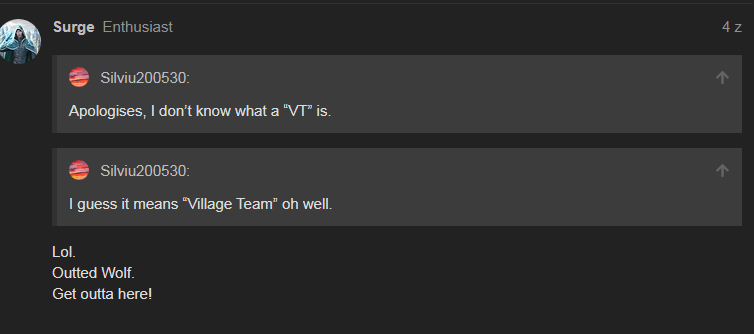 Surge Enthusiast 4 z
Silviu200530:
Apologises, I don’t know what a “VT” is.
Silviu200530:
I guess it means “Village Team” oh well.
Lol.
Outted Wolf.
Get outta here!